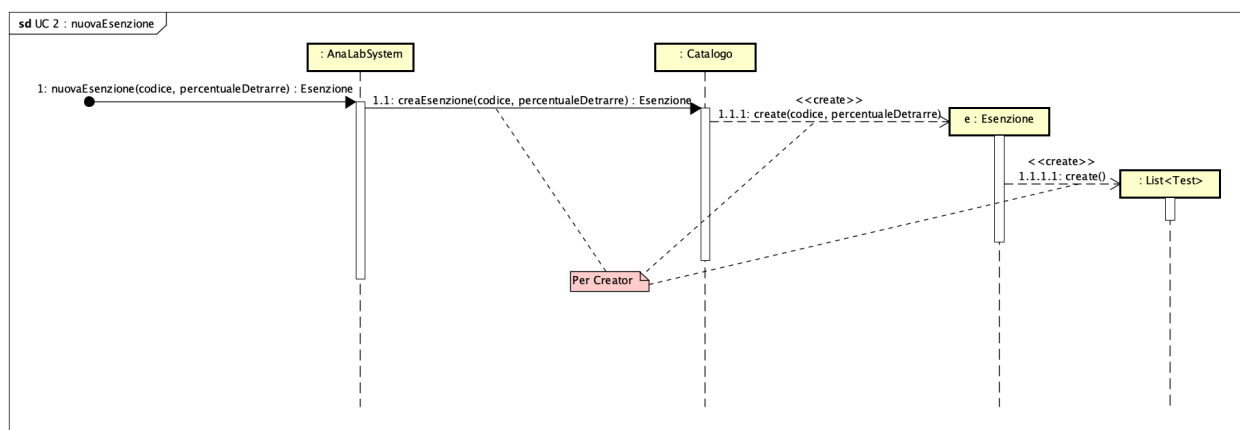 sd UC 2 : nuovaEsenzione
: AnaLabSystem
: Catalogo
1: nuovaEsenzione(codice, percentualeDetrarre) : Esenzione
1.1: creaEsenzione(codice, percentualeDetrarre) : Esenzione
<<create>>
1.1.1: create(codice, percentualeDetrarre)
e : Esenzione
<<create>>
1.1.1.1: create()
: List<Test>
Per Creator